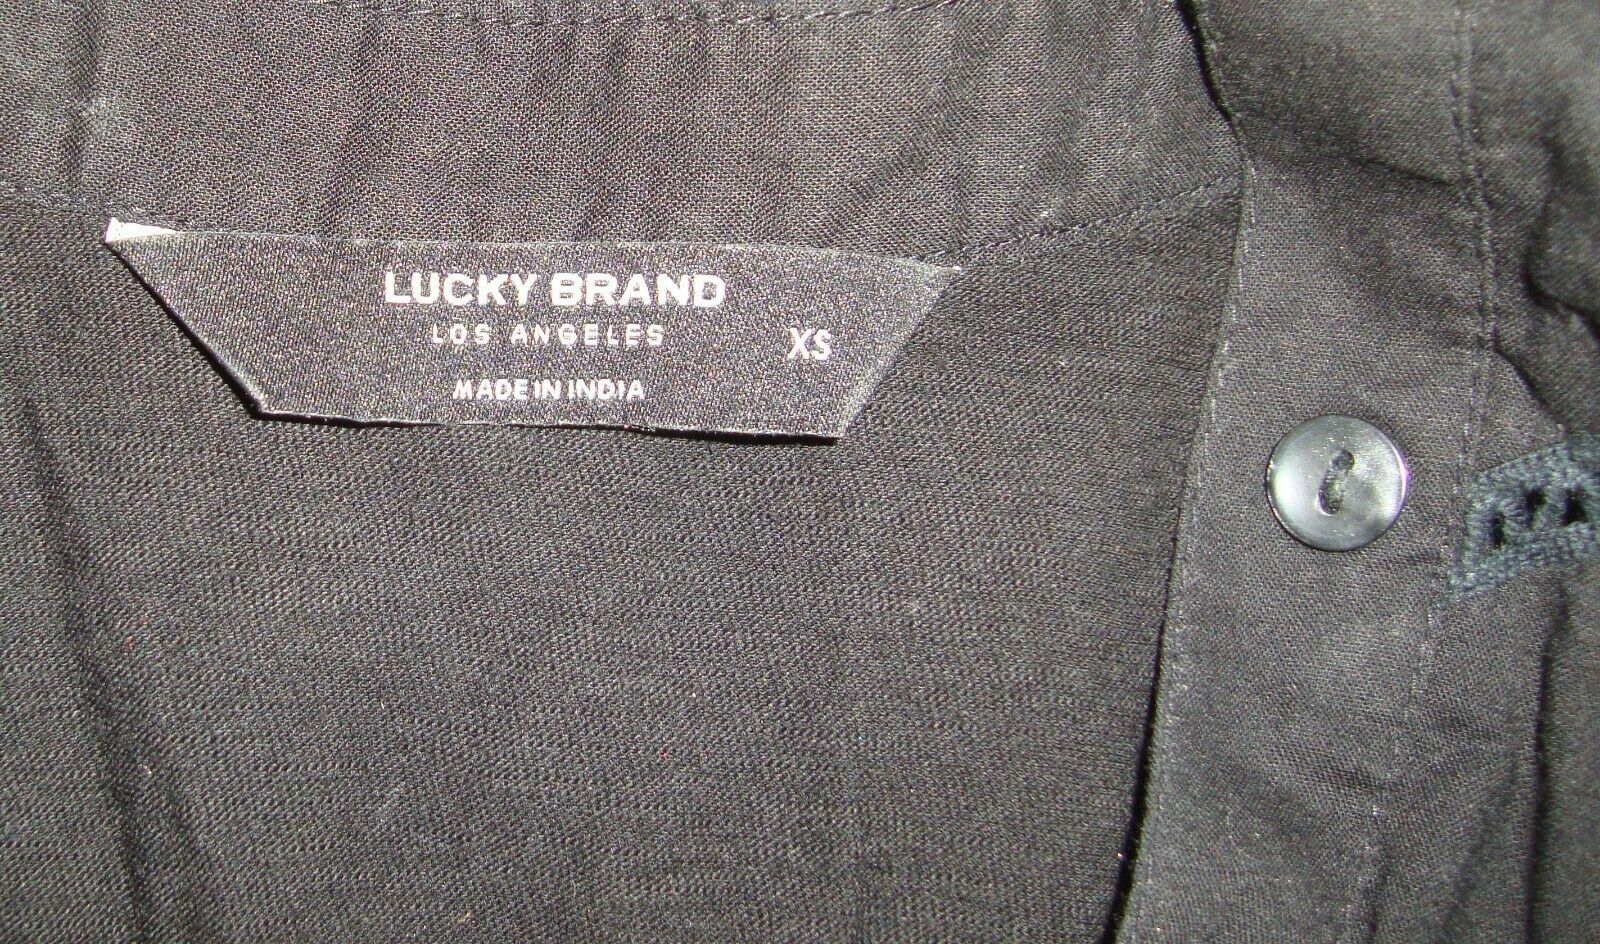 LUCKY BRAND
LOS ANGELES
XS
MADE IN INDIA